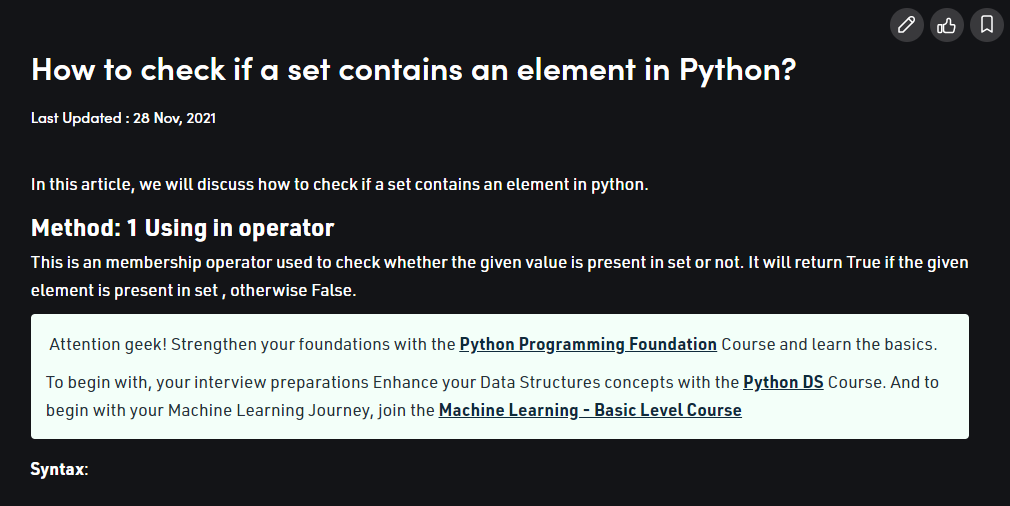 How to check if a set contains an element in Python?
Last Updated : 28 Nov, 2021
In this article, we will discuss how to check if a set contains an element in python.
Method: 1 Using in operator
This is an membership operator used to check whether the given value is present in set or not. It will return True if the given
element is present in set , otherwise False.
Attention geek! Strengthen your foundations with the Python Programming Foundation Course and learn the basics.
To begin with, your interview preparations Enhance your Data Structures concepts with the Python DS Course. And to
begin with your Machine Learning Journey, join the Machine Learning - Basic Level Course
Syntax: